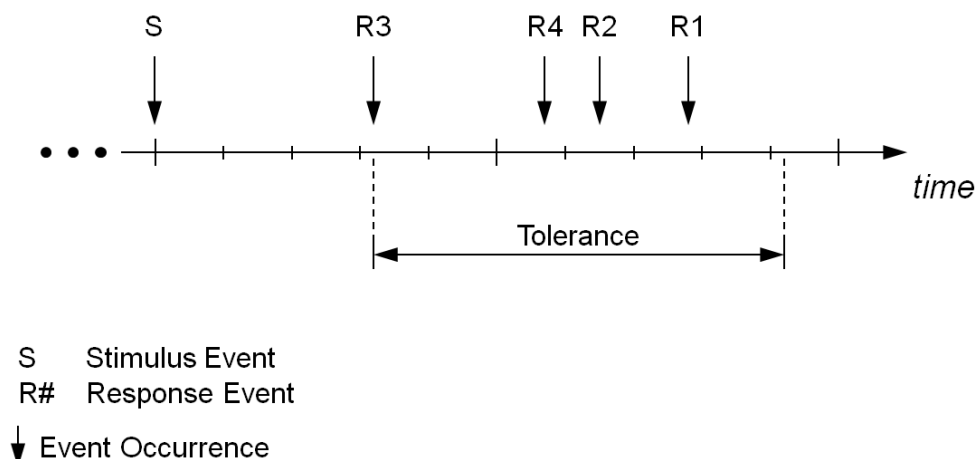 S R3 R4 R2 R1
time
Tolerance
S Stimulus Event
R# Response Event
Event Occurrence